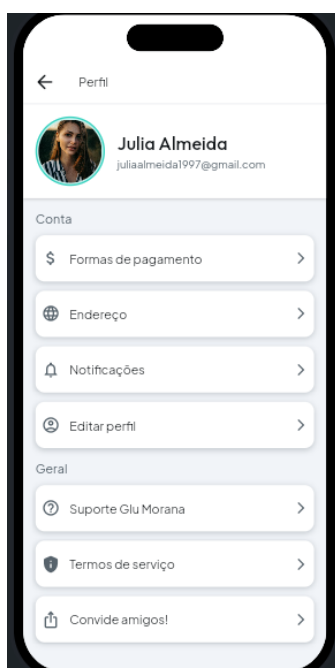 Perfil
Julia Almeida
juliaalmeida1997@gmail.com
Conta
Formas de pagamento
Endereço
Notificações
Editar perfil
Geral
Suporte Glu Morana
Termos de serviço
Convide amigos!